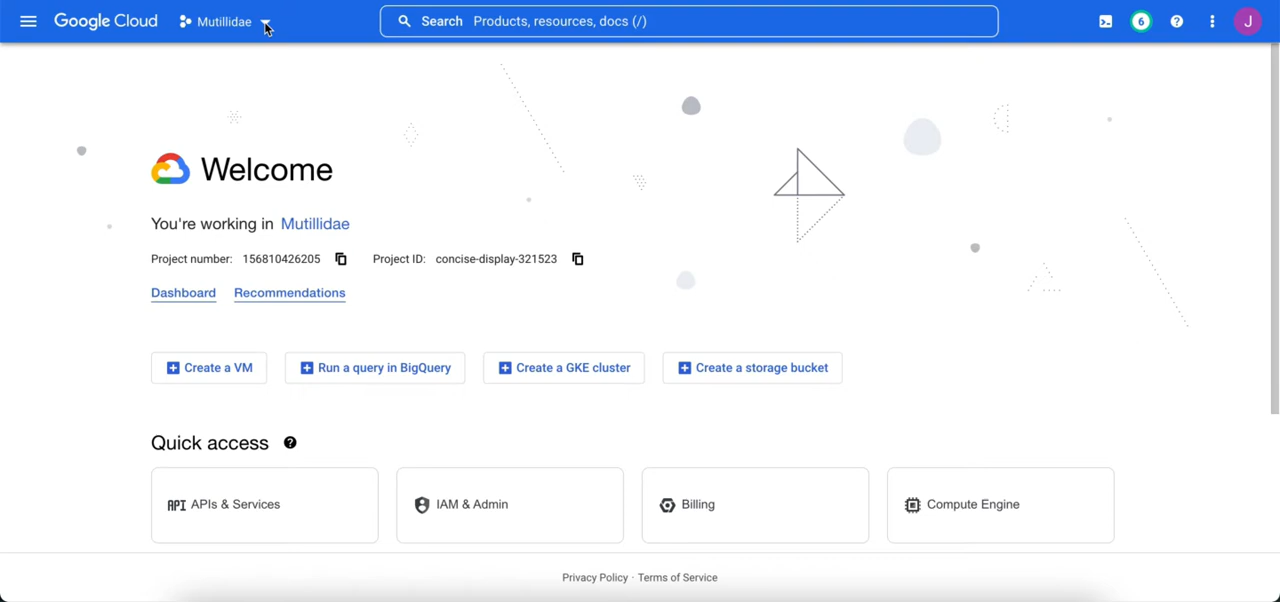 Google Cloud Mutillidae Search Products, resources, docs (/) 6 ? J
Welcome
You're working in Mutillidae
Project number: 156810426205 Project ID: concise-display-321523
Dashboard Recommendations
Create a VM Run a query in BigQuery Create a GKE cluster Create a storage bucket
Quick access ?
API APIs & Services IAM & Admin Billing Compute Engine
Privacy Policy · Terms of Service